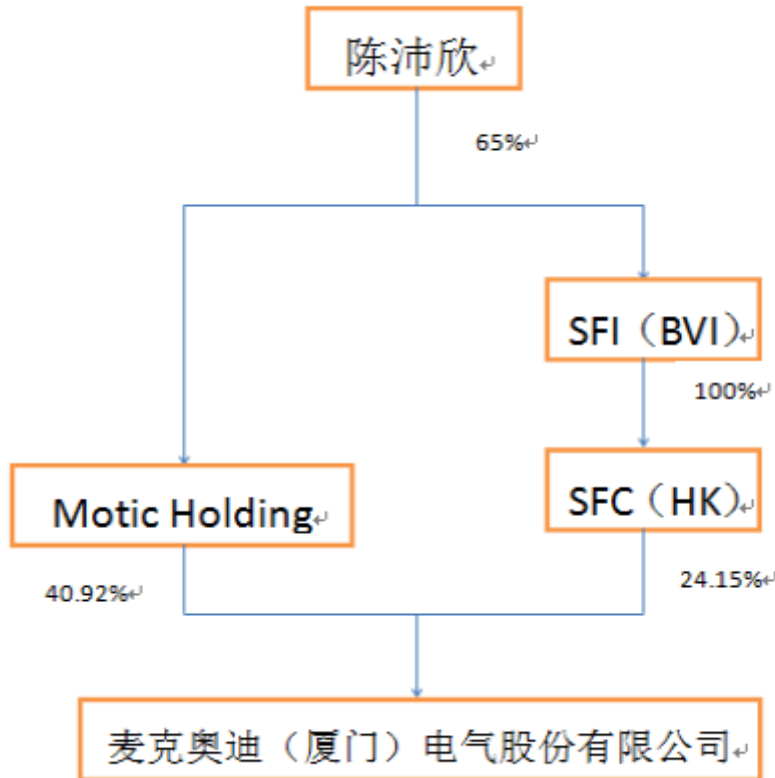 陈沛欣
65%
SFI（BVI）
100%
Motic Holding
SFC（HK）
40.92%
24.15%
麦克奥迪（厦门）电气股份有限公司